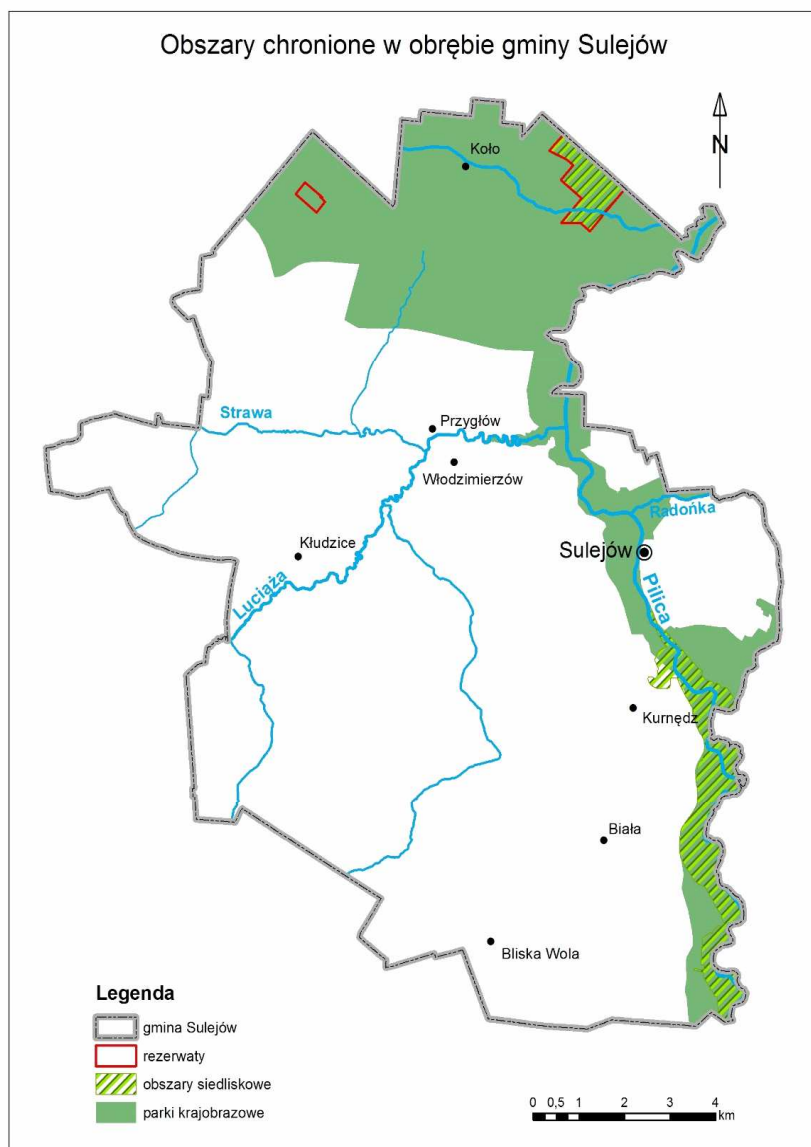 Obszary chronione w obrębie gminy Sulejów
N
Koło
Strawa
Przygłów
Włodzimierzów
Radońka
Kłudzice
Sulejów
Luciąża
Pilica
Kurnędz
Biała
Bliska Wola
Legenda
gmina Sulejów
rezerwaty
obszary siedliskowe
parki krajobrazowe
0 0,5 1 2 3 4
km